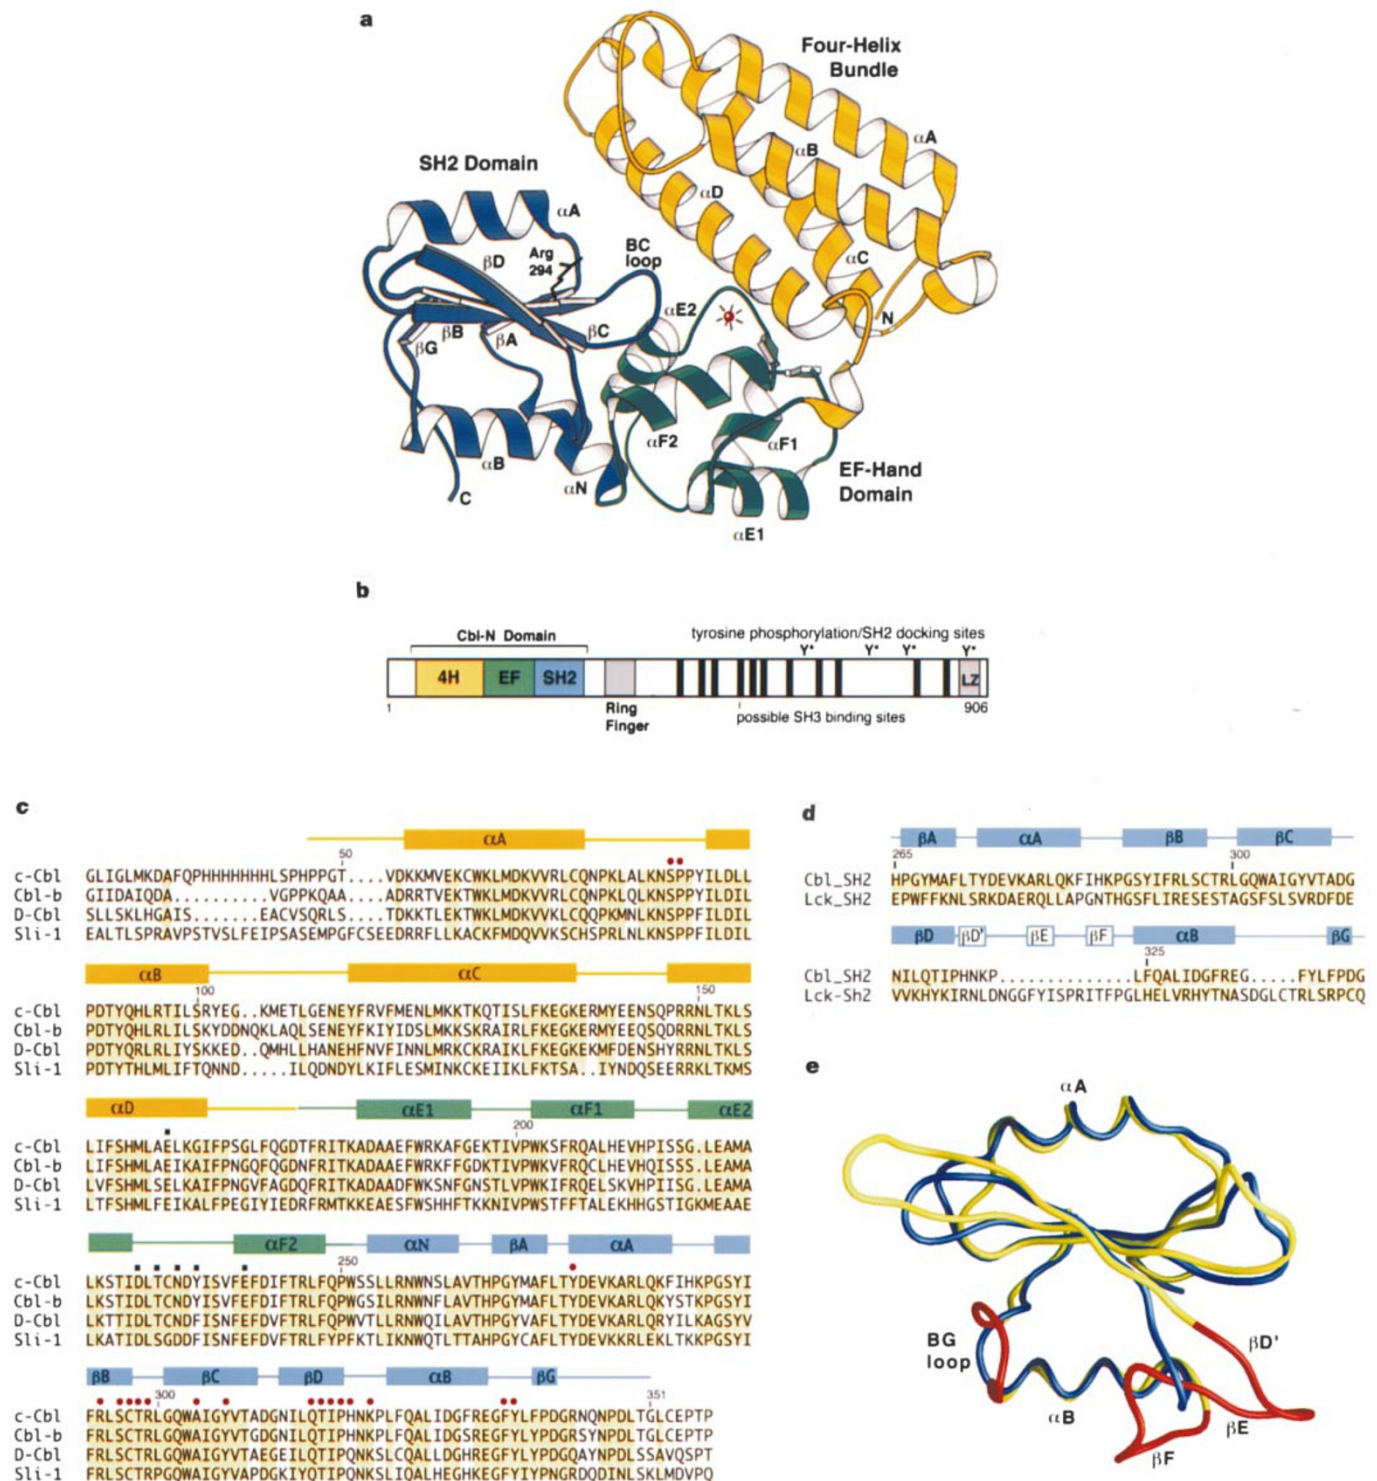 a
Four-Helix
Bundle
αA
αB
SH2 Domain
αD
αA
BC
loop
Arg
294
βD
αC
αE2
N
βC
βB
βA
βG
αF2
αF1
αB
EF-Hand
Domain
αN
C
αE1
b
Cbl-N Domain
tyrosine phosphorylation/SH2 docking sites
Y* Y* Y* Y*
4H EF SH2 LZ
1 Ring possible SH3 binding sites 906
Finger
c
αA
50
c-Cbl GLIGLMKDAFQPHHHHHHHLSPHPPGT....VDKKMVEKCWKLMDKVVRLCQNPKLALKNSPPYILDLL
Cbl-b GIIDAIQDA..........VGPPKQAA....ADRRTVEKTWKLMDKVVRLCQNPKLQLKNSPPYILDIL
D-Cbl SLLSKLHGAIS........EACVSQRLS...TDKKTLEKTWKLMDKVVKLCQQPKMNLKNSPPFILDIL
Sli-1 EALTLSPRAVPSTVSLFEIPSASEMPGFCSEEDRRFLLKACKFMDQVVKSCHSPRLNLKNSPPFILDIL
αB αC
100 150
c-Cbl PDTYQHLRTILSRYEG..KMETLGENEYFRVFMENLMKKTKQTISLFKEGKERMYEENSQPRRNLTKLS
Cbl-b PDTYQHLRLILSKYDDNQKLAQLSENEYFKIYIDSLMKKSKRAIRLFKEGKERMYEEQSQDRRNLTKLS
D-Cbl PDTYQRLRLIYSKKED..QMHLLHANEHFNVFINNLMRKCKRAIKLFKEGKEKMFDENSHYRRNLTKLS
Sli-1 PDTYTHLMLIFTQNND.....ILQDNDYLKIFLESMINKCKEIIKLFKTSA..IYNDQSEERRKLTKMS
αD αE1 αF1 αE2
200
c-Cbl LIFSHMLAELKGIFPSGLFQGDTFRITKADAAEFWRKAFGEKTIVPWKSFRQALHEVHPISSG.LEAMA
Cbl-b LIFSHMLAEIKAIFPNGQFQGDNFRITKADAAEFWRKFFGDKTIVPWKVFRQCLHEVHQISSS.LEAMA
D-Cbl LVFSHMLSELKAIFPNGVFAGDQFRITKADAADFWKSNFGNSTLVPWKIFRQELSKVHPIISG.LEAMA
Sli-1 LTFSHMLFEIKALFPEGIYIEDRFRMTKKEAESFWSHHFTKKNIVPWSTFFTALEKHHGSTIGKMEAAE
αF2 αN βA αA
250
c-Cbl LKSTIDLTCNDYISVFEFDIFTRLFQPWSSLLRNWNSLAVTHPGYMAFLTYDEVKARLQKFIHKPGSYI
Cbl-b LKSTIDLTCNDYISVFEFDIFTRLFQPWGSILRNWNFLAVTHPGYMAFLTYDEVKARLQKYSTKPGSYI
D-Cbl LKTTIDLTCNDFISNFEFDVFTRLFQPWVTLLRNWQILAVTHPGYVAFLTYDEVKARLQRYILKAGSYV
Sli-1 LKATIDLSGDDFISNFEFDVFTRLFYPFKTLIKNWQTLTTAHPGYCAFLTYDEVKKRLEKLTKKPGSYI
βB βC βD αB βG
300 351
c-Cbl FRLSCTRLGQWAIGYVTADGNILQTIPHNKPLFQALIDGFREGFYLFPDGRNQNPDLTGLCEPTP
Cbl-b FRLSCTRLGQWAIGYVTGDGNILQTIPHNKPLFQALIDGSREGFYLYPDGRSYNPDLTGLCEPTP
D-Cbl FRLSCTRLGQWAIGYVTAEGEILQTIPQNKSLCQALLDGHREGFYLYPDGQAYNPDLSSAVQSPT
Sli-1 FRLSCTRPGQWAIGYVAPDGKIYQTIPQNKSLIQALHEGHKEGFYIYPNGRDQDINLSKLMDVPQ
d
βA αA βB βC
265 300
Cbl_SH2 HPGYMAFLTYDEVKARLQKFIHKPGSYIFRLSCTRLGQWAIGYVTADG
Lck_SH2 EPWFFKNLSRKDAERQLLAPGNTHGSFLIRESESTAGSFSLSVRDFDE
βD βD' βE βF αB βG
325
Cbl_SH2 NILQTIPHNKP..............LFQALIDGFREG.....FYLFPDG
Lck-Sh2 VVKHYKIRNLDNGGFYISPRITFPGLHELVRHYTNASDGLCTRLSRPCQ
e
αA
BG
loop
βD'
αB
βE
βF